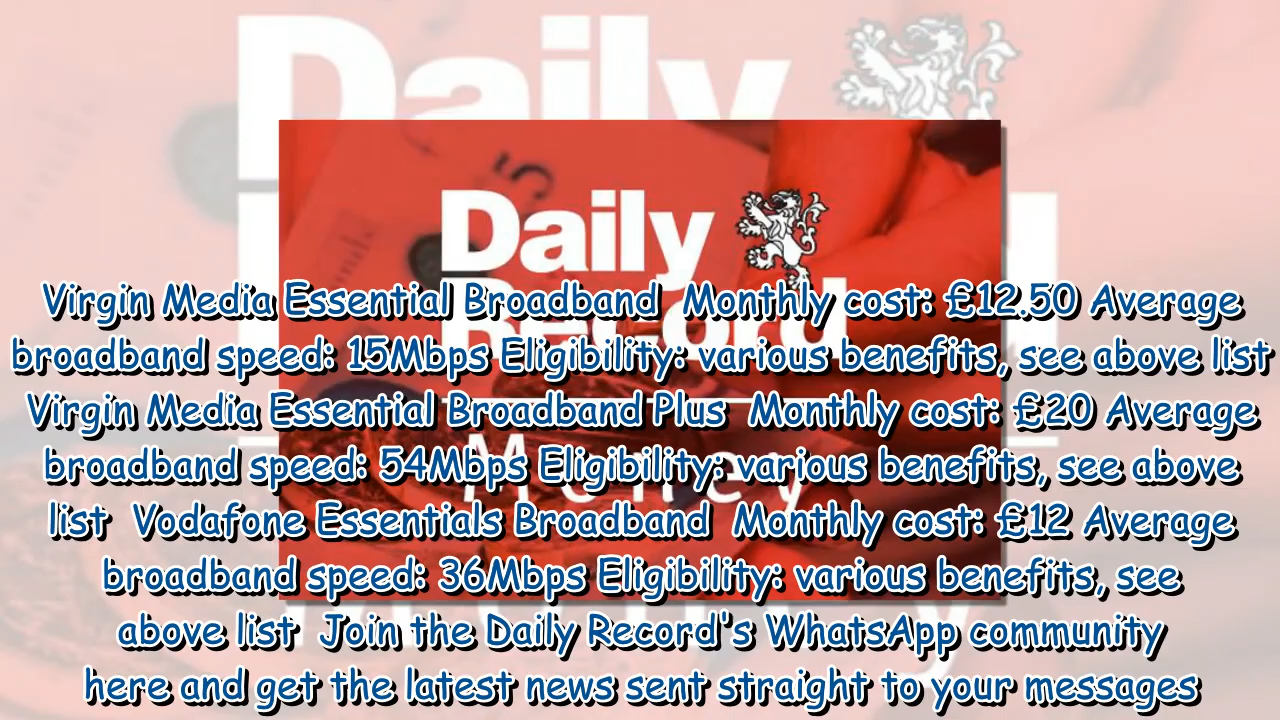 Daily
Daily
Record
Money
Virgin Media Essential Broadband Monthly cost: £12.50 Average
broadband speed: 15Mbps Eligibility: various benefits, see above list
Virgin Media Essential Broadband Plus Monthly cost: £20 Average
broadband speed: 54Mbps Eligibility: various benefits, see above
list Vodafone Essentials Broadband Monthly cost: £12 Average
broadband speed: 36Mbps Eligibility: various benefits, see
above list Join the Daily Record's WhatsApp community
here and get the latest news sent straight to your messages